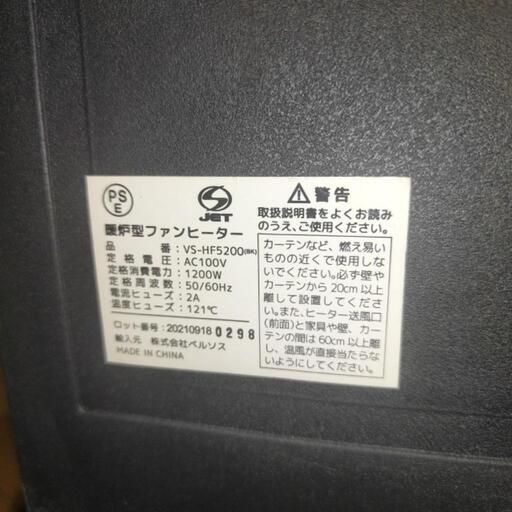 PS
E
JET
暖炉型ファンヒーター
品 番 : VS-HF5200(BK)
定格電圧 : AC100V
定格消費電力 : 1200W
定格周波数 : 50/60Hz
電流ヒューズ : 2A
温度ヒューズ : 121℃
ロット番号 : 20210918 0298
輸入元 株式会社ベルソス
MADE IN CHINA
警告
取扱説明書をよくお読み
のうえ、ご使用ください。
カーテンなど、燃え易い
ものの近くで使用しな
いでください。必ず壁や
カーテンから20cm以上
離して設置してくださ
い。また、ヒーター送風口
(前面)と家具や壁、カー
テンの間は60cm以上離
し、温風が直接当たらな
いようにしてください。